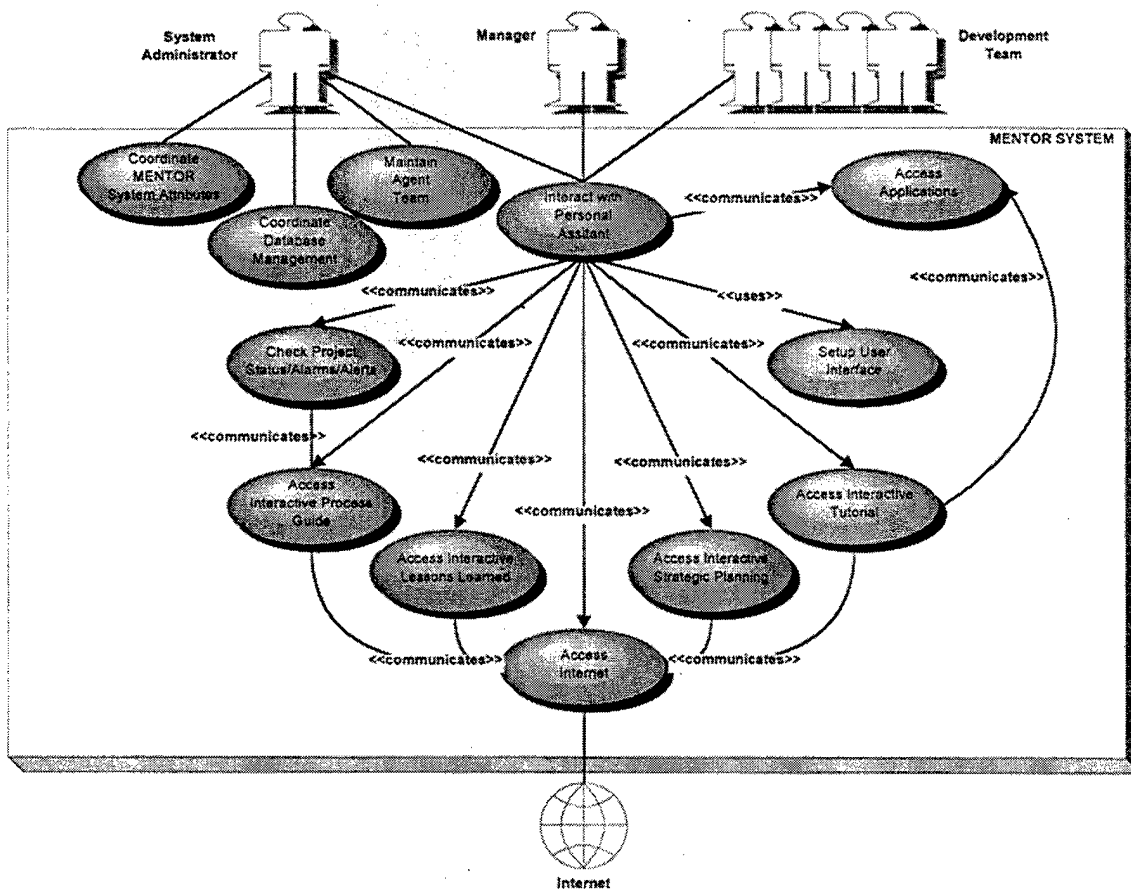 System
Administrator
Manager
Development
Team
MENTOR SYSTEM
Coordinate
MENTOR
System Attributes
Maintain
Agent
Team
Coordinate
Database
Management
Interact with
Personal
Assitant
<<communicates>>
Access
Applications
<<communicates>>
<<communicates>>
<<uses>>
<<communicates>>
<<communicates>>
Check Project
Status/Alarms/Alerts
Setup User
Interface
<<communicates>>
<<communicates>>
<<communicates>>
Access
Interactive Process
Guide
Access Interactive
Tutorial
<<communicates>>
Access Interactive
Lessons Learned
Access Interactive
Strategic Planning
<<communicates>>
Access
Internet
<<communicates>>
Internet